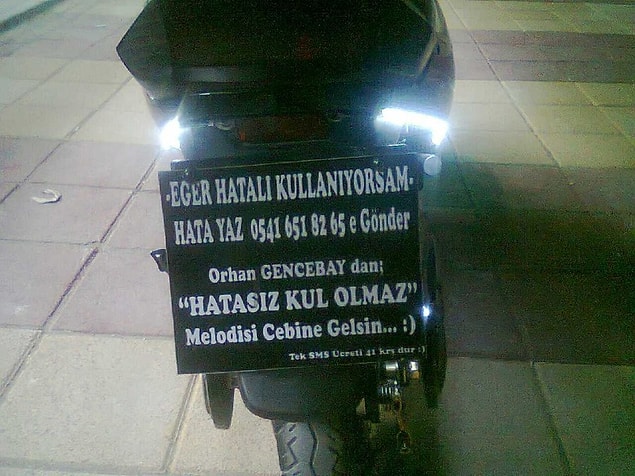 -EĞER HATALI KULLANIYORSAM-
HATA YAZ 0541 651 82 65 e Gönder
Orhan GENCEBAY dan;
“HATASIZ KUL OLMAZ”
Melodisi Cebine Gelsin... :)
Tek SMS Ücreti 41 krş dur :)